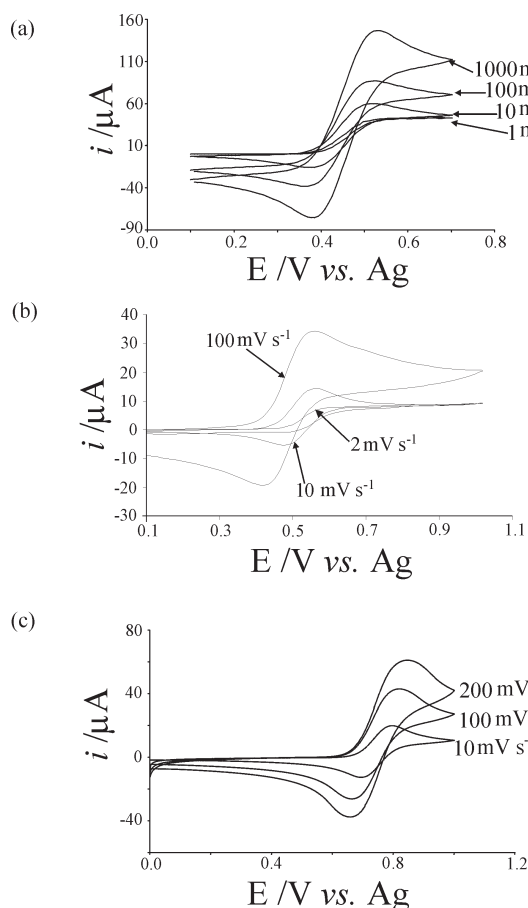 (a)
160
110
60
10
-40
-90
i /μA
1000 m
100 m
10 m
1 m
0.0 0.2 0.4 0.6 0.8
E /V vs. Ag
(b)
40
30
20
10
0
-10
-20
-30
i /μA
100 mV s⁻¹
2 mV s⁻¹
10 mV s⁻¹
0.1 0.3 0.5 0.7 0.9 1.1
E /V vs. Ag
(c)
80
40
0
-40
i /μA
200 mV
100 mV
10 mV s⁻
0.0 0.4 0.8 1.2
E /V vs. Ag